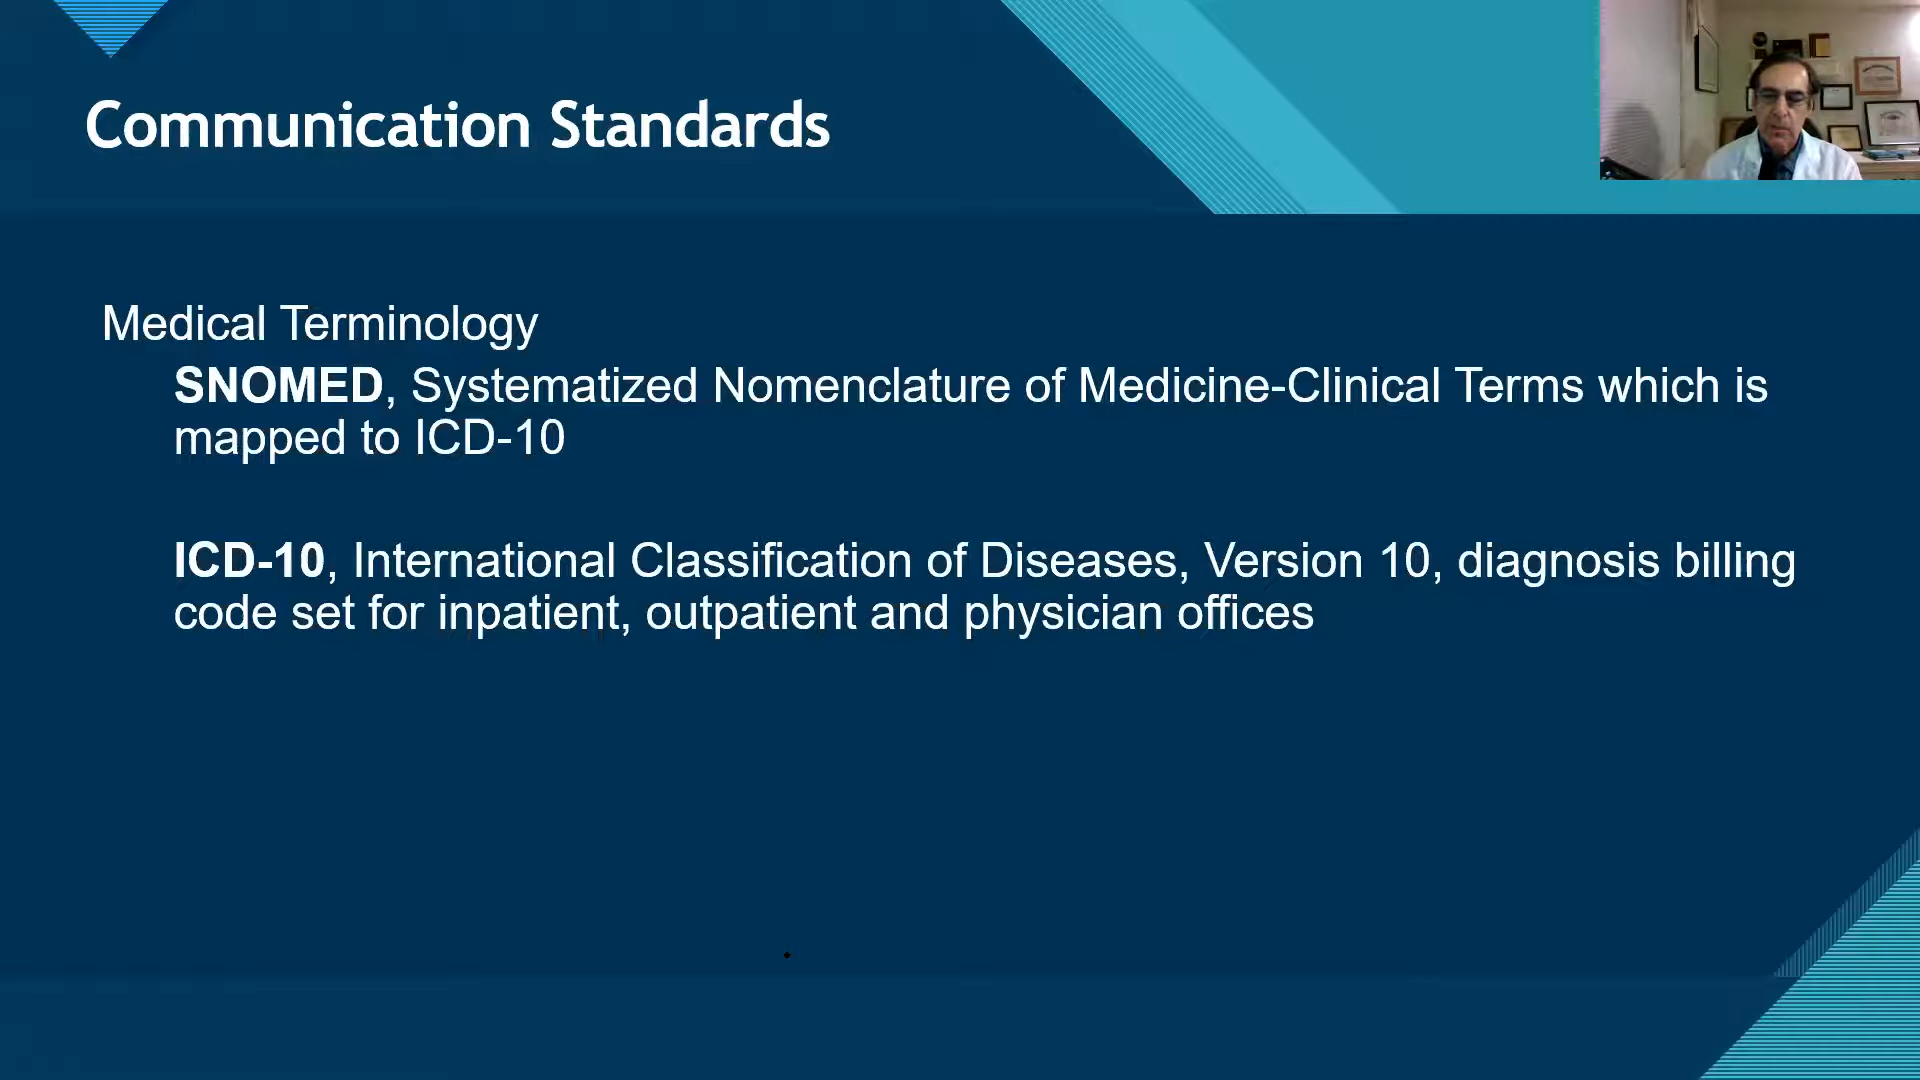 Communication Standards
Medical Terminology
SNOMED, Systematized Nomenclature of Medicine-Clinical Terms which is
mapped to ICD-10
ICD-10, International Classification of Diseases, Version 10, diagnosis billing
code set for inpatient, outpatient and physician offices